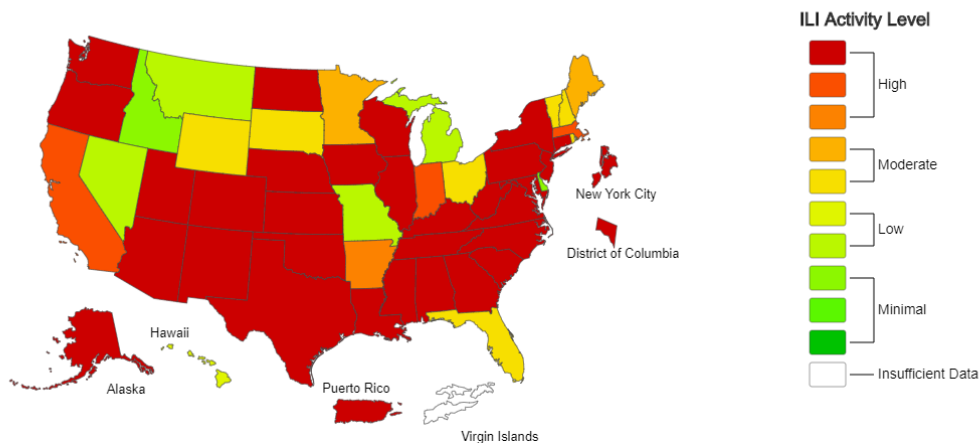 ILI Activity Level
High
Moderate
New York City
Low
District of Columbia
Minimal
Hawaii
Alaska
Puerto Rico
Insufficient Data
Virgin Islands